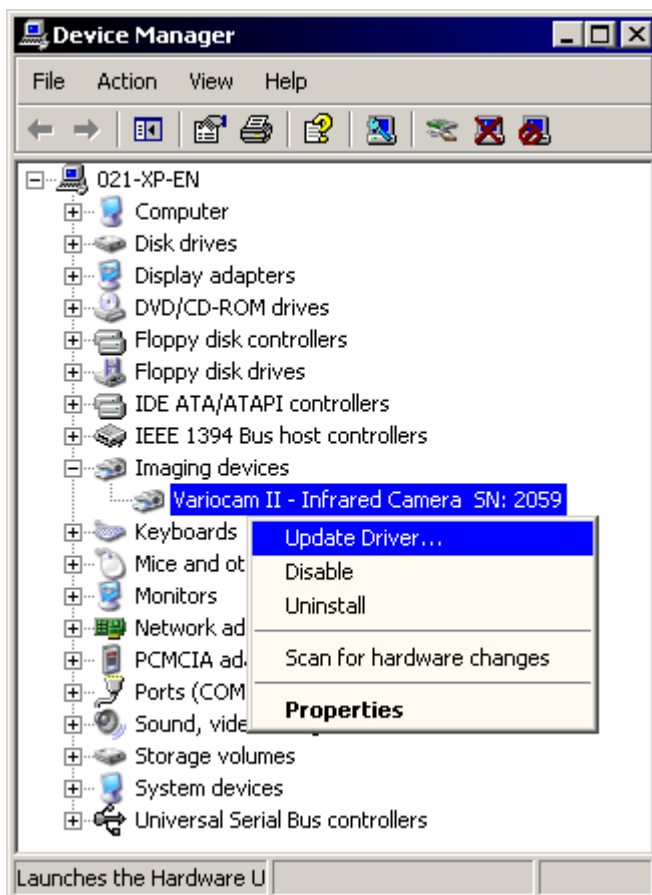 Device Manager
File Action View Help
021-XP-EN
Computer
Disk drives
Display adapters
DVD/CD-ROM drives
Floppy disk controllers
Floppy disk drives
IDE ATA/ATAPI controllers
IEEE 1394 Bus host controllers
Imaging devices
Variocam II - Infrared Camera SN: 2059
Keyboards
Update Driver...
Mice and ot
Disable
Monitors
Uninstall
Network ad
PCMCIA ad
Scan for hardware changes
Ports (COM
Properties
Sound, vide
Storage volumes
System devices
Universal Serial Bus controllers
Launches the Hardware U